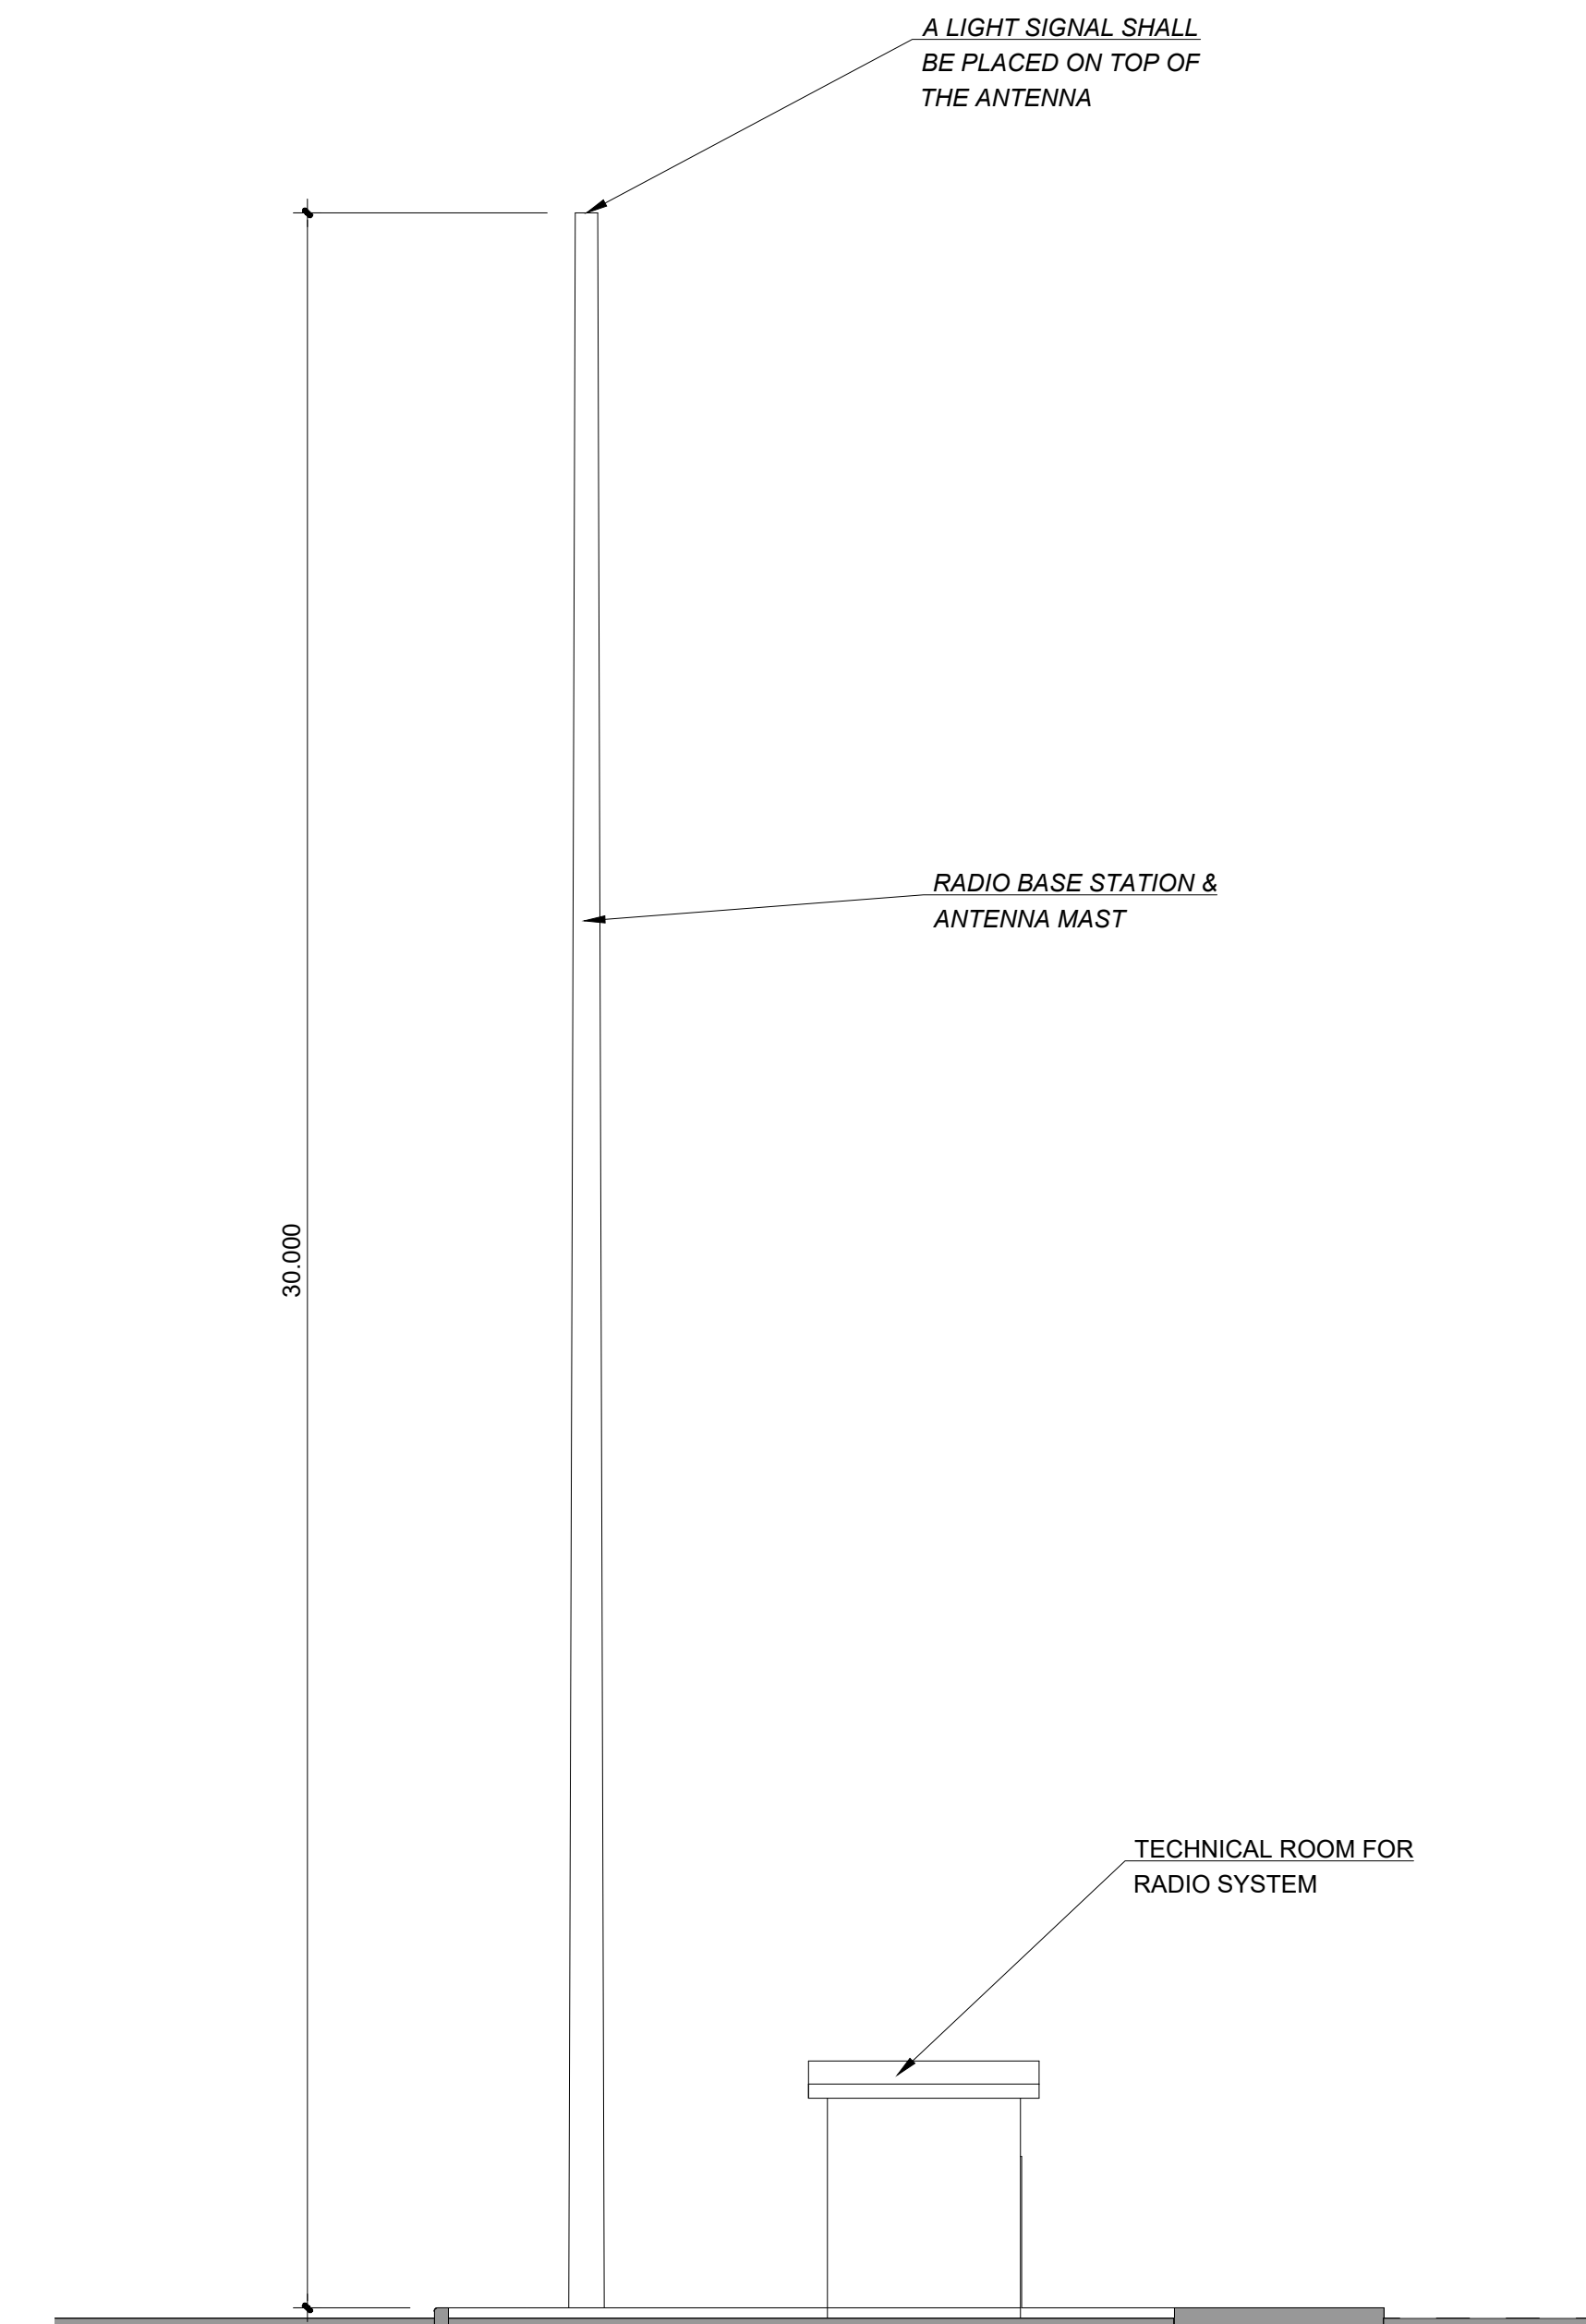 A LIGHT SIGNAL SHALL
BE PLACED ON TOP OF
THE ANTENNA
RADIO BASE STATION &
ANTENNA MAST
30.000
TECHNICAL ROOM FOR
RADIO SYSTEM